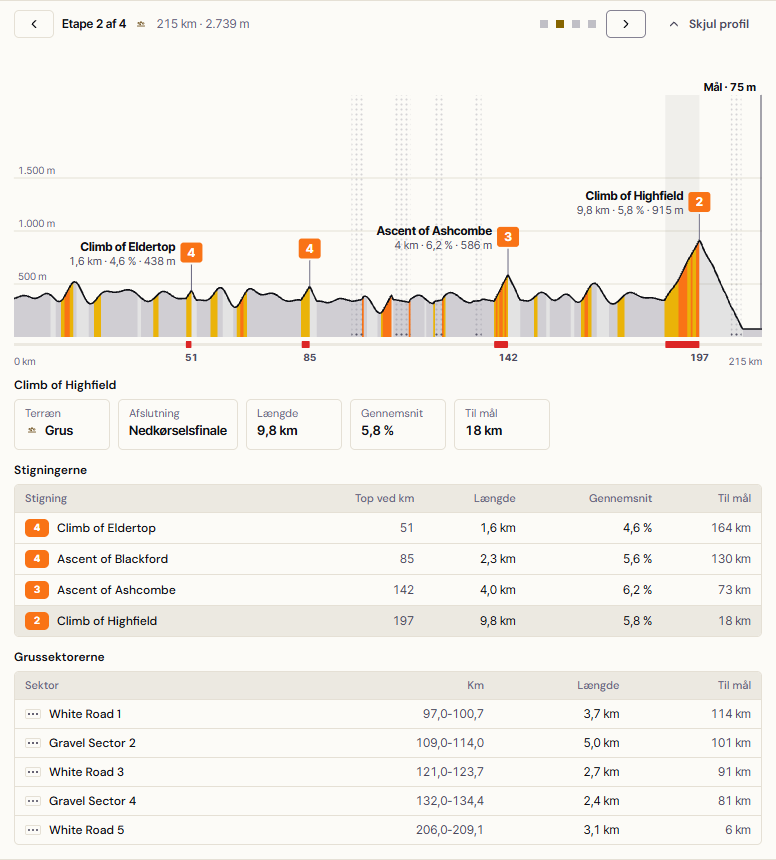 Etape 2 af 4 215 km · 2.739 m
Skjul profil
Mål · 75 m
1.500 m
1.000 m
500 m
Climb of Eldertop
1,6 km · 4,6 % · 438 m
4
4
Ascent of Ashcombe
4 km · 6,2 % · 586 m
3
Climb of Highfield
9,8 km · 5,8 % · 915 m
2
0 km 51 85 142 197 215 km
Climb of Highfield
Terræn
Grus
Afslutning
Nedkørselsfinale
Længde
9,8 km
Gennemsnit
5,8 %
Til mål
18 km
Stigningerne
Stigning Top ved km Længde Gennemsnit Til mål
4 Climb of Eldertop 51 1,6 km 4,6 % 164 km
4 Ascent of Blackford 85 2,3 km 5,6 % 130 km
3 Ascent of Ashcombe 142 4,0 km 6,2 % 73 km
2 Climb of Highfield 197 9,8 km 5,8 % 18 km
Grussektorerne
Sektor Km Længde Til mål
White Road 1 97,0-100,7 3,7 km 114 km
Gravel Sector 2 109,0-114,0 5,0 km 101 km
White Road 3 121,0-123,7 2,7 km 91 km
Gravel Sector 4 132,0-134,4 2,4 km 81 km
White Road 5 206,0-209,1 3,1 km 6 km